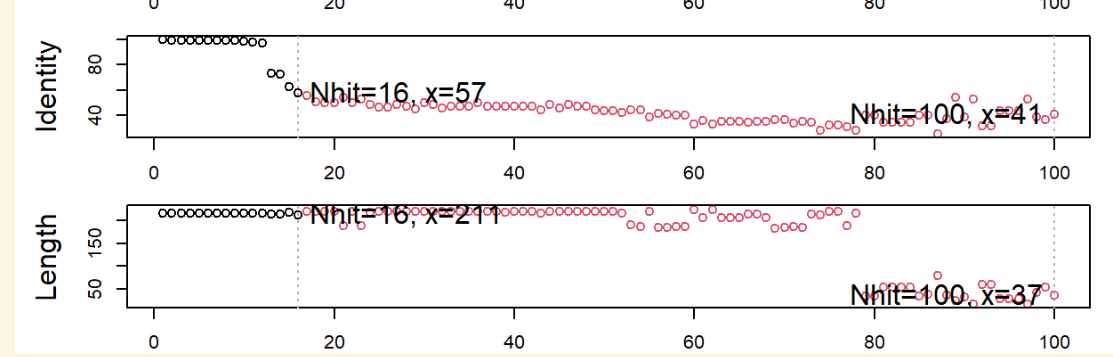 0 20 40 60 80 100
Identity
80
40
Nhit=16, x=57
Nhit=100, x=41
0 20 40 60 80 100
Length
150
50
Nhit=16, x=211
Nhit=100, x=37
0 20 40 60 80 100